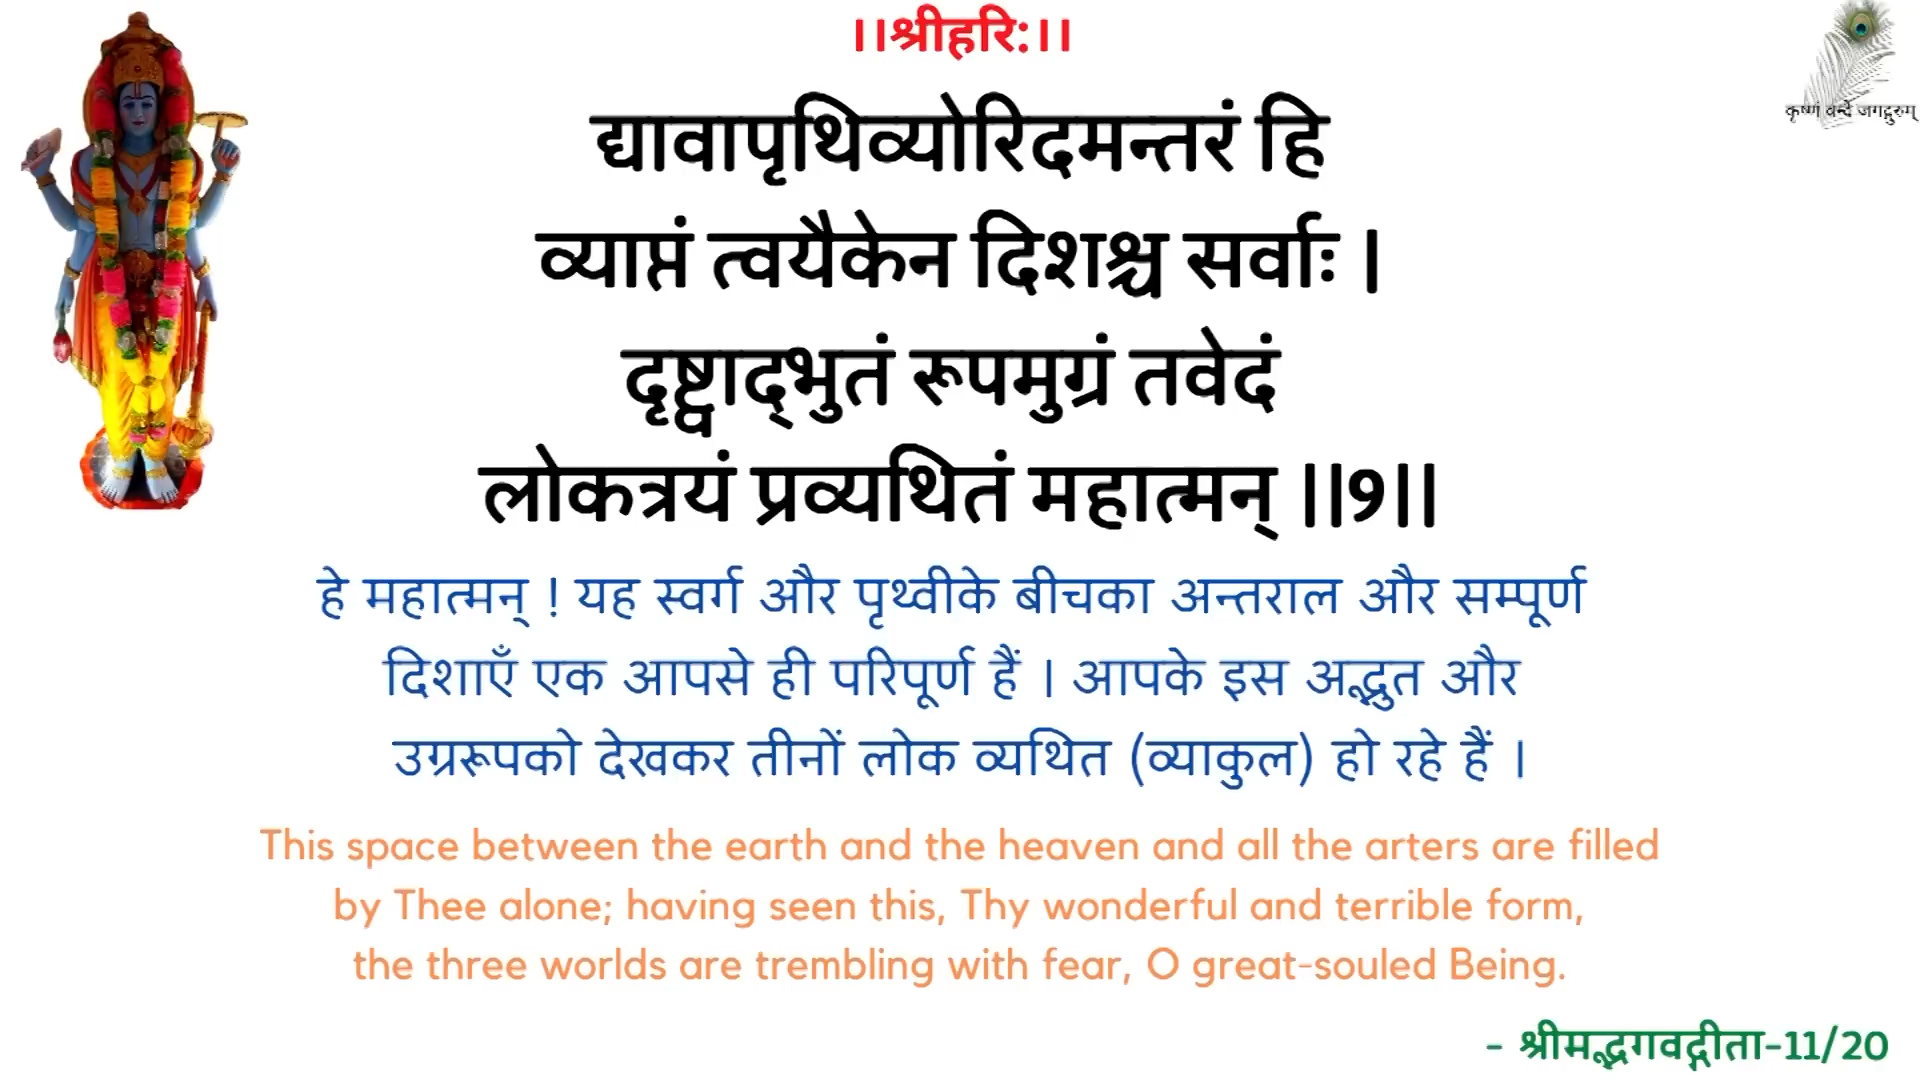 ।।श्रीहरि:।।
कृष्णं वन्दे जगद्गुरुम्
द्यावापृथिव्योरिदमन्तरं हि
व्याप्तं त्वयैकेन दिशश्च सर्वाः |
दृष्ट्वाद्‌भुतं रूपमुग्रं तवेदं
लोकत्रयं प्रव्यथितं महात्मन् ||9||
हे महात्मन् ! यह स्वर्ग और पृथ्वीके बीचका अन्तराल और सम्पूर्ण
दिशाएँ एक आपसे ही परिपूर्ण हैं । आपके इस अद्भुत और
उग्ररूपको देखकर तीनों लोक व्यथित (व्याकुल) हो रहे हैं ।
This space between the earth and the heaven and all the arters are filled
by Thee alone; having seen this, Thy wonderful and terrible form,
the three worlds are trembling with fear, O great-souled Being.
- श्रीमद्भगवद्गीता-11/20